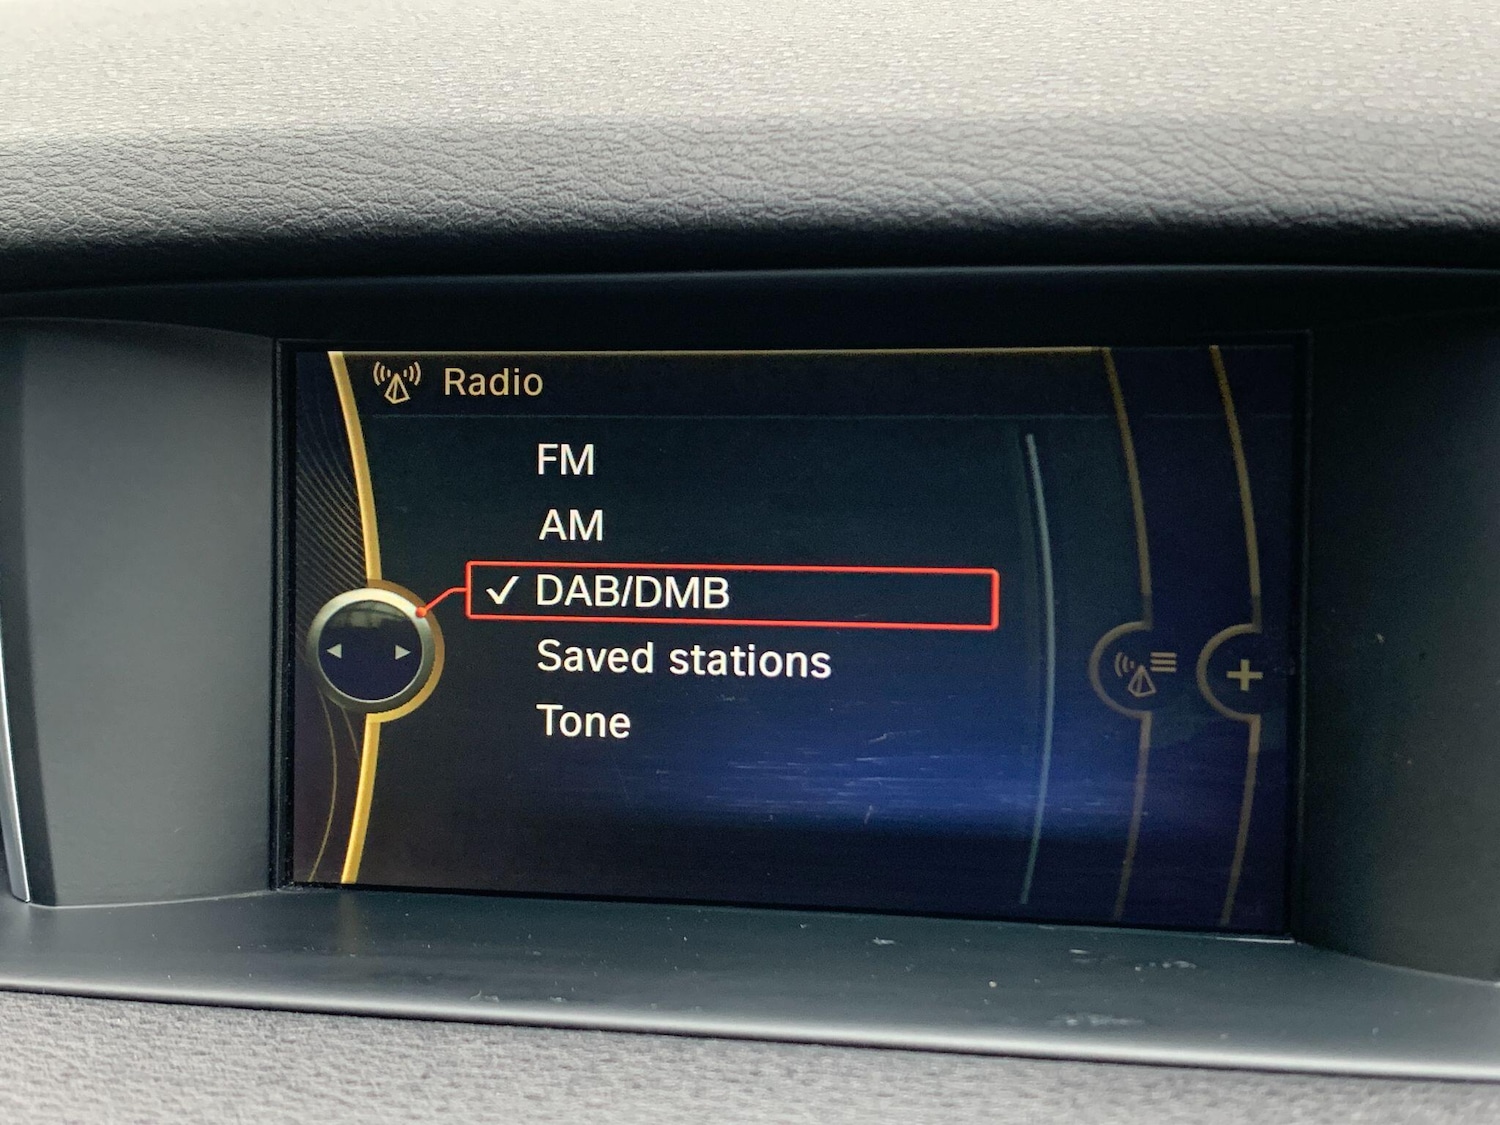 Radio
FM
AM
✓ DAB/DMB
Saved stations
Tone